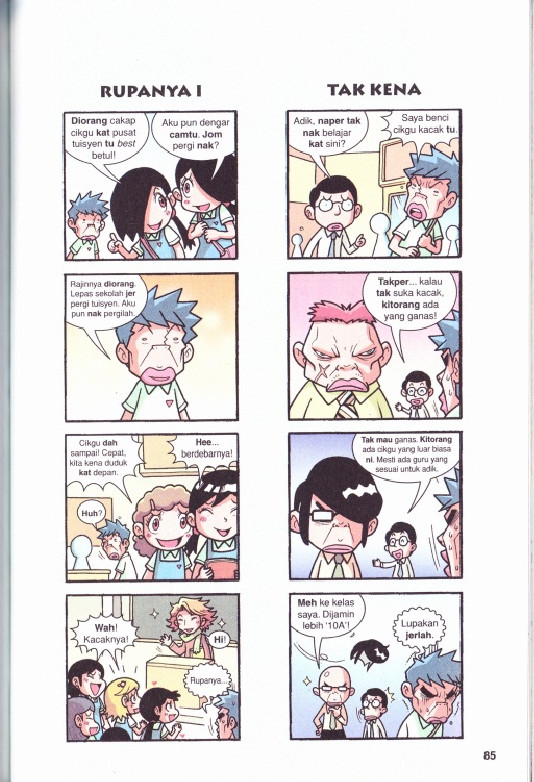 RUPANYA I
Diorang cakap
cikgu kat pusat
tuisyen tu best
betul!
Aku pun dengar
camtu. Jom
pergi nak?
Rajinnya diorang.
Lepas sekolah jer
pergi tuisyen. Aku
pun nak pergilah.
Cikgu dah
sampai! Cepat,
kita kena duduk
kat depan.
Hee...
berdebarnya!
Huh?
Wah!
Kacaknya!
Hi!
Rupanya...
TAK KENA
Adik, naper tak
nak belajar
kat sini?
Saya benci
cikgu kacak tu.
Takper... kalau
tak suka kacak,
kitorang ada
yang ganas!!
Tak mau ganas. Kitorang
ada cikgu yang luar biasa
ni. Mesti ada guru yang
sesuai untuk adik.
Meh ke kelas
saya. Dijamin
lebih '10A'!
Lupakan
jerlah.
85